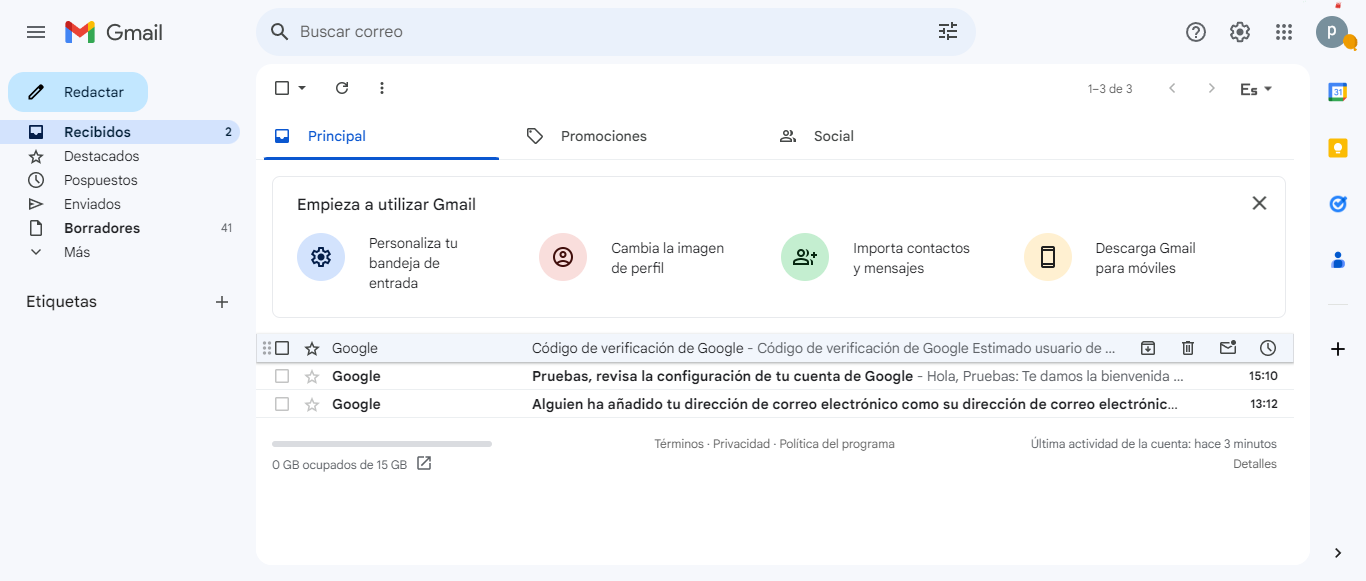 Gmail
Buscar correo
p
Redactar
Recibidos 2
Destacados
Pospuestos
Enviados
Borradores 41
Más
Etiquetas
1–3 de 3
Es
Principal
Promociones
Social
Empieza a utilizar Gmail
Personaliza tu
bandeja de
entrada
Cambia la imagen
de perfil
Importa contactos
y mensajes
Descarga Gmail
para móviles
Google Código de verificación de Google - Código de verificación de Google Estimado usuario de ...
Google Pruebas, revisa la configuración de tu cuenta de Google - Hola, Pruebas: Te damos la bienvenida ... 15:10
Google Alguien ha añadido tu dirección de correo electrónico como su dirección de correo electrónic... 13:12
0 GB ocupados de 15 GB
Términos · Privacidad · Política del programa
Última actividad de la cuenta: hace 3 minutos
Detalles
31